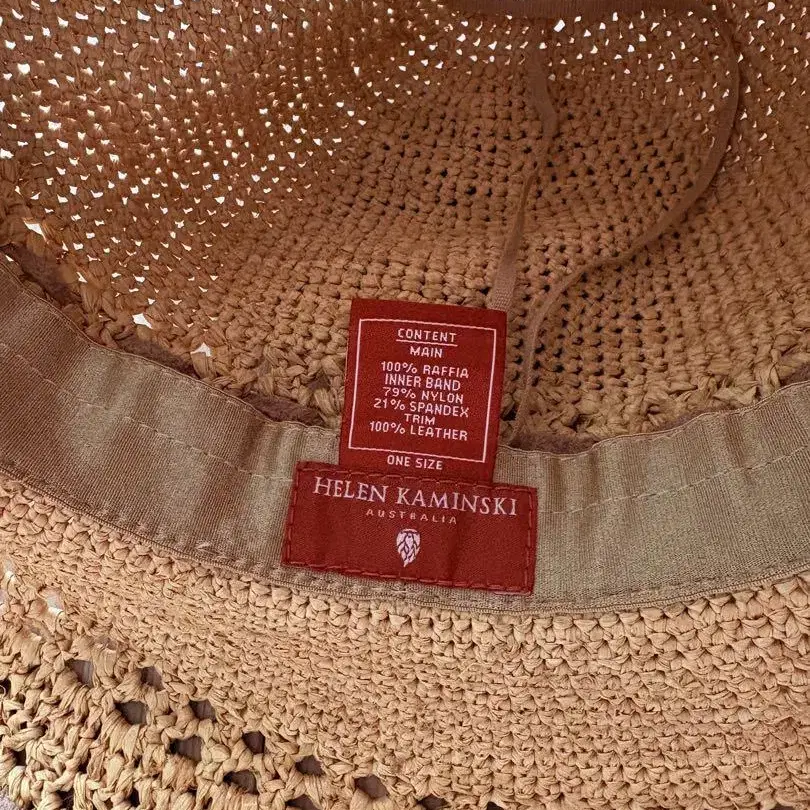 CONTENT
MAIN
100% RAFFIA
INNER BAND
79% NYLON
21% SPANDEX
TRIM
100% LEATHER
ONE SIZE
HELEN KAMINSKI
AUSTRALIA